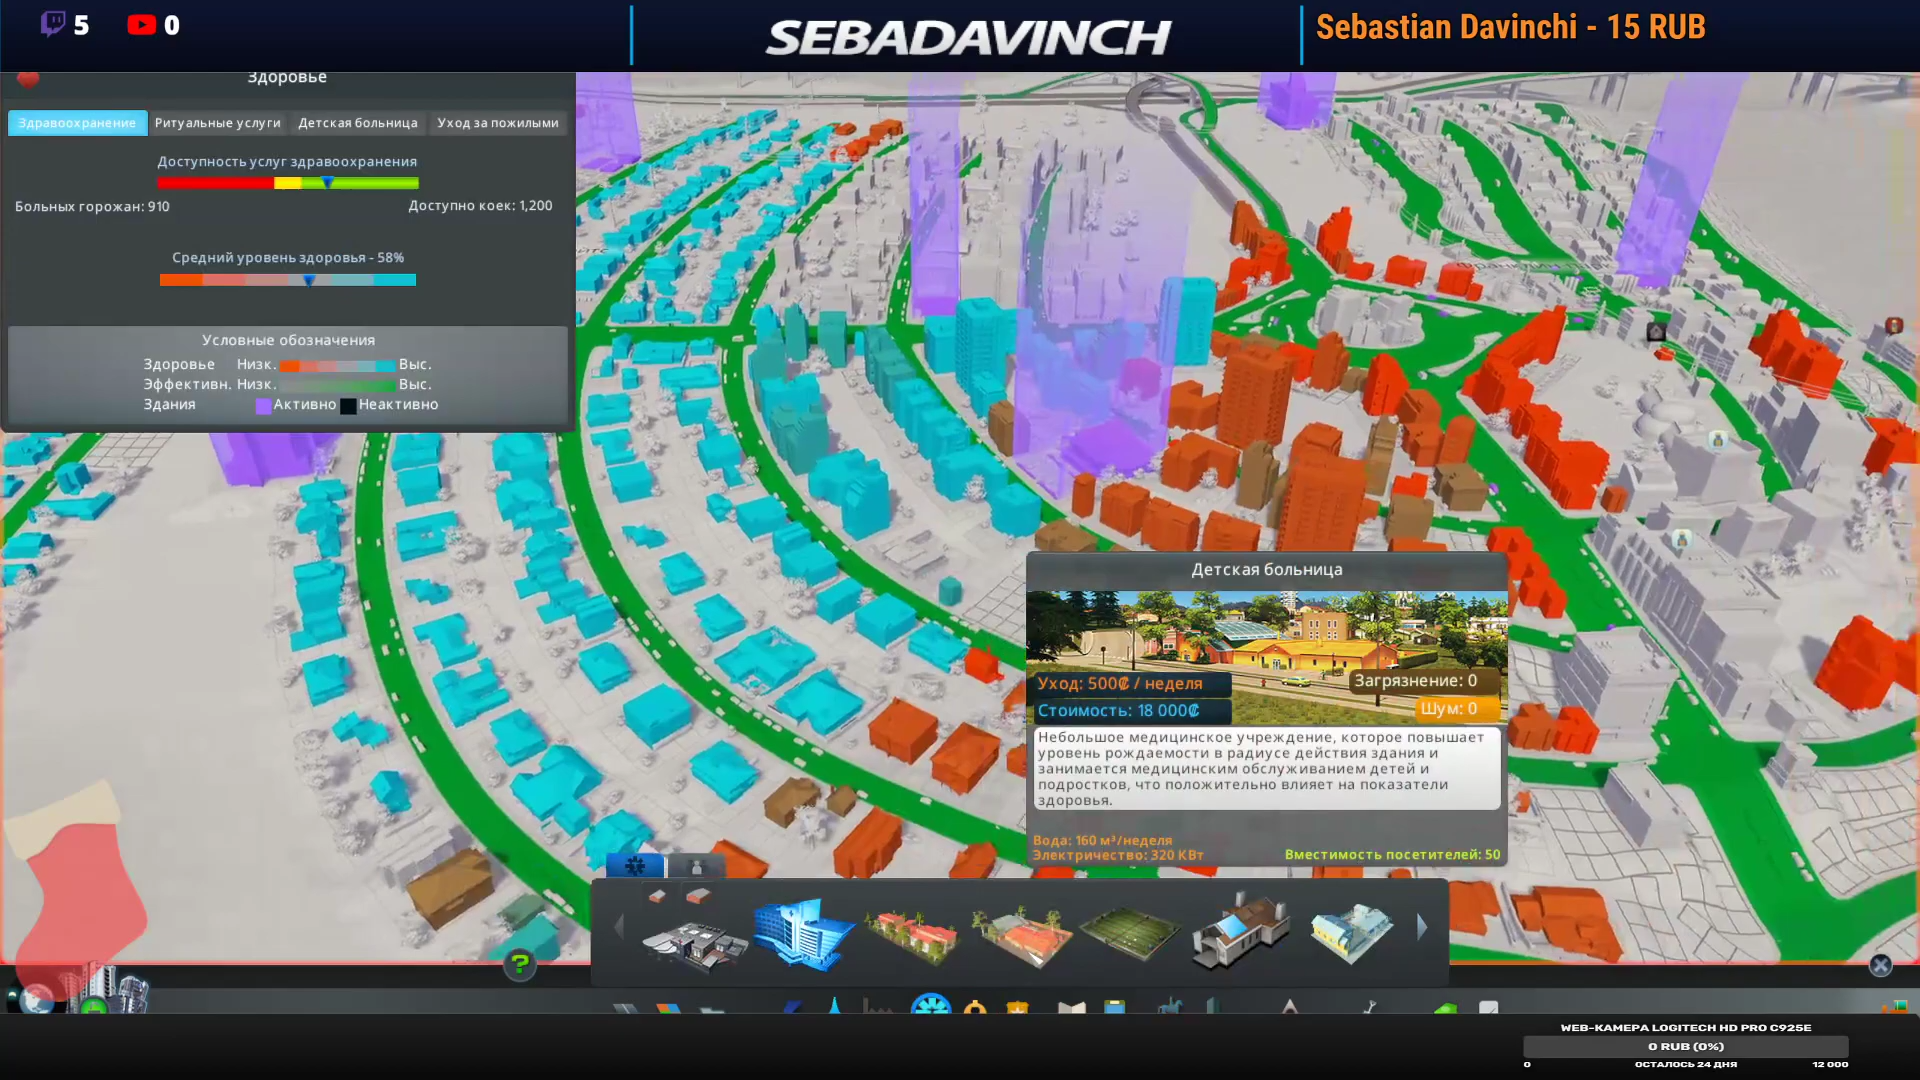 5
0
SEBADAVINCH
Sebastian Davinchi - 15 RUB
Здоровье
Здравоохранение
Ритуальные услуги
Детская больница
Уход за пожилыми
Доступность услуг здравоохранения
Больных горожан: 910
Доступно коек: 1,200
Средний уровень здоровья - 58%
Условные обозначения
Здоровье Низк. Выс.
Эффективн. Низк. Выс.
Здания Активно Неактивно
Детская больница
Уход: 500₡ / неделя
Загрязнение: 0
Стоимость: 18 000₡
Шум: 0
Небольшое медицинское учреждение, которое повышает
уровень рождаемости в радиусе действия здания и
занимается медицинским обслуживанием детей и
подростков, что положительно влияет на показатели
здоровья.
Вода: 160 м³/неделя
Электричество: 320 КВт
Вместимость посетителей: 50
?
WEB-КАМЕРА LOGITECH HD PRO C925E
0 RUB (0%)
0
ОСТАЛОСЬ 24 ДНЯ
12 000